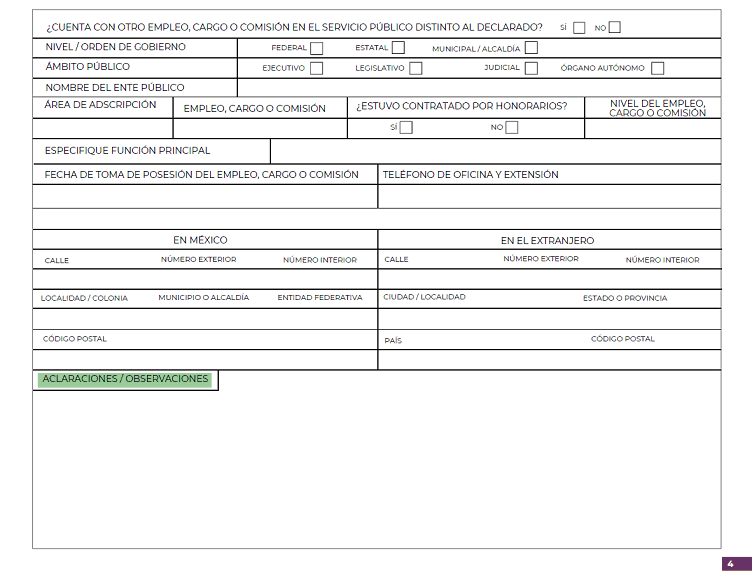 ¿CUENTA CON OTRO EMPLEO, CARGO O COMISIÓN EN EL SERVICIO PÚBLICO DISTINTO AL DECLARADO? SÍ NO
NIVEL / ORDEN DE GOBIERNO FEDERAL ESTATAL MUNICIPAL / ALCALDÍA
ÁMBITO PÚBLICO EJECUTIVO LEGISLATIVO JUDICIAL ÓRGANO AUTÓNOMO
NOMBRE DEL ENTE PÚBLICO
ÁREA DE ADSCRIPCIÓN EMPLEO, CARGO O COMISIÓN ¿ESTUVO CONTRATADO POR HONORARIOS? NIVEL DEL EMPLEO,
CARGO O COMISIÓN
SÍ NO
ESPECIFIQUE FUNCIÓN PRINCIPAL
FECHA DE TOMA DE POSESIÓN DEL EMPLEO, CARGO O COMISIÓN TELÉFONO DE OFICINA Y EXTENSIÓN
EN MÉXICO EN EL EXTRANJERO
CALLE NÚMERO EXTERIOR NÚMERO INTERIOR CALLE NÚMERO EXTERIOR NÚMERO INTERIOR
LOCALIDAD / COLONIA MUNICIPIO O ALCALDÍA ENTIDAD FEDERATIVA CIUDAD / LOCALIDAD ESTADO O PROVINCIA
CÓDIGO POSTAL PAÍS CÓDIGO POSTAL
ACLARACIONES / OBSERVACIONES
4